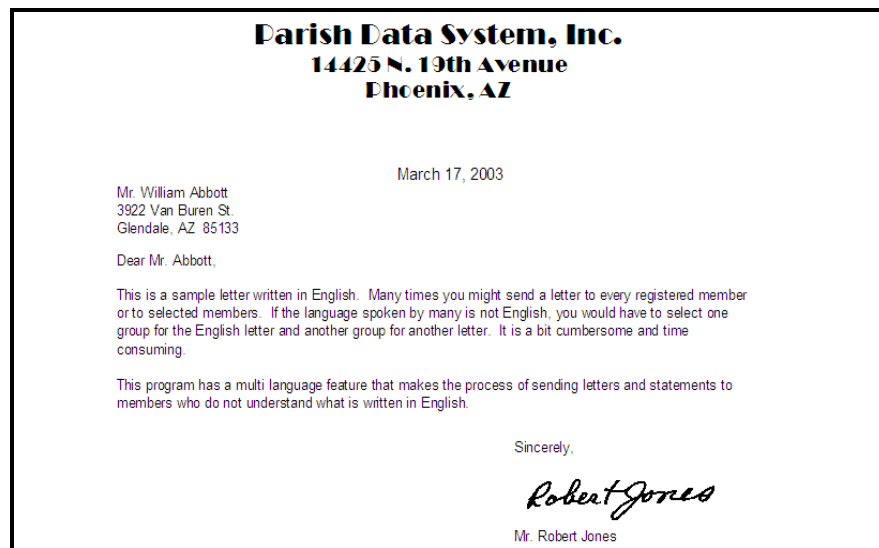 Parish Data System, Inc.
14425 N. 19th Avenue
Phoenix, AZ
March 17, 2003
Mr. William Abbott
3922 Van Buren St.
Glendale, AZ  85133
Dear Mr. Abbott,
This is a sample letter written in English.  Many times you might send a letter to every registered member
or to selected members.  If the language spoken by many is not English, you would have to select one
group for the English letter and another group for another letter.  It is a bit cumbersome and time
consuming.
This program has a multi language feature that makes the process of sending letters and statements to
members who do not understand what is written in English.
Sincerely,
Robert Jones
Mr. Robert Jones